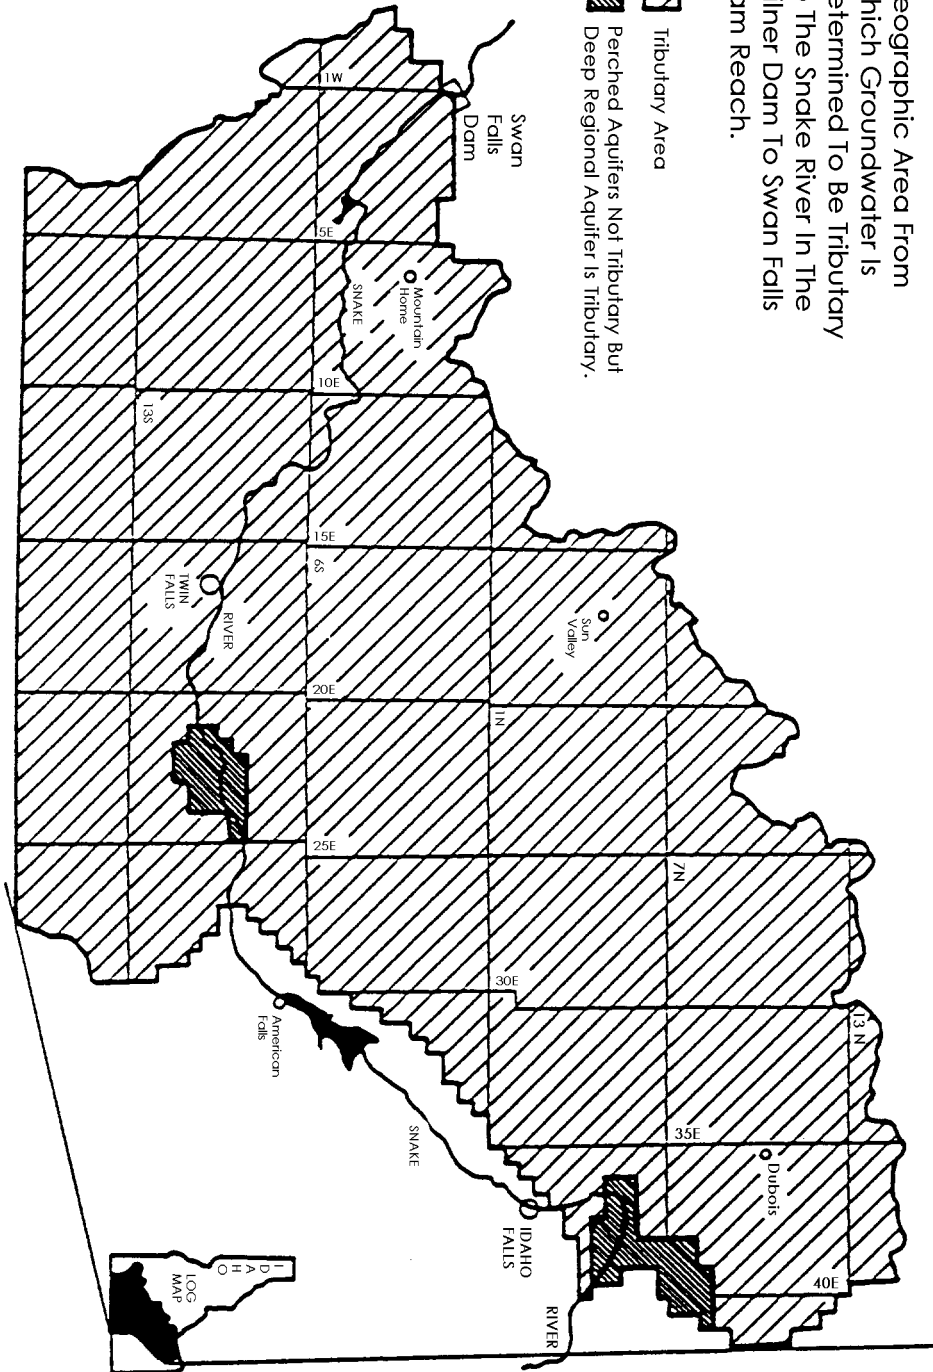 eographic Area From
hich Groundwater Is
etermined To Be Tributary
The Snake River In The
ilner Dam To Swan Falls
am Reach.
Tributary Area
Perched Aquifers Not Tributary But
Deep Regional Aquifer Is Tributary.
Swan
Falls
Dam
1W
5E
10E
15E
20E
25E
30E
35E
40E
13S
6S
1N
7N
13 N
Mountain
Home
SNAKE
TWIN
FALLS
RIVER
Sun
Valley
American
Falls
SNAKE
IDAHO
FALLS
RIVER
Dubois
IDAHO
LOG
MAP